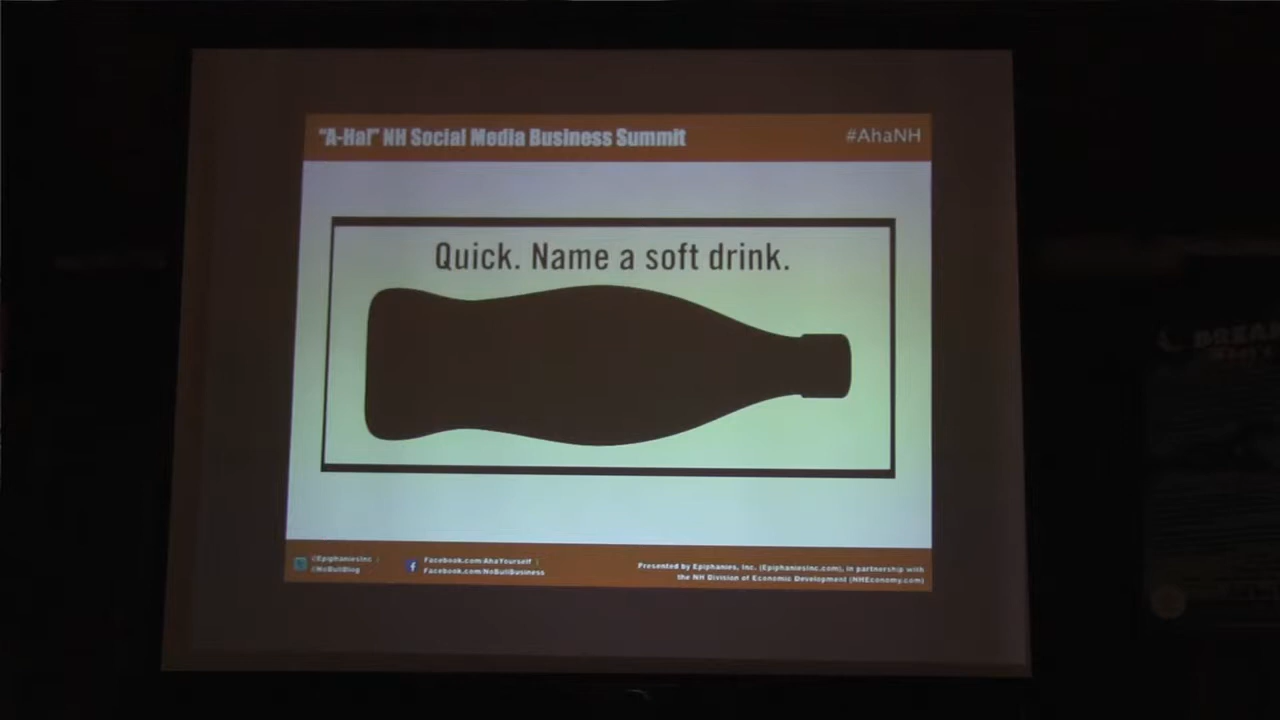 "A-Ha!" NH Social Media Business Summit
#AhaNH
Quick. Name a soft drink.
@EpiphaniesInc |
@NoBullBlog
Facebook.com/AhaYourself |
Facebook.com/NoBullBusiness
Presented by Epiphanies, Inc. (EpiphaniesInc.com), in partnership with
the NH Division of Economic Development (NHEconomy.com)